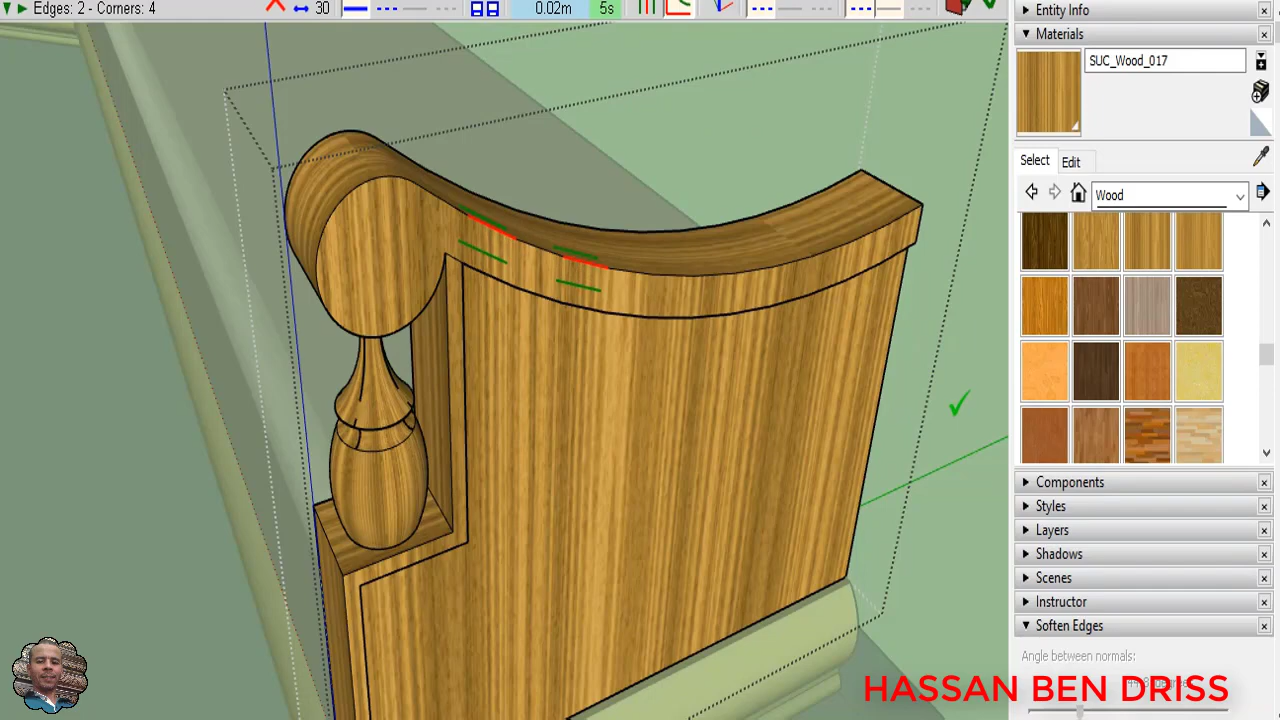 Edges: 2 - Corners: 4
30
0.02m
5s
Entity Info
Materials
SUC_Wood_017
Select
Edit
Wood
Components
Styles
Layers
Shadows
Scenes
Instructor
Soften Edges
Angle between normals:
HASSAN BEN DRISS